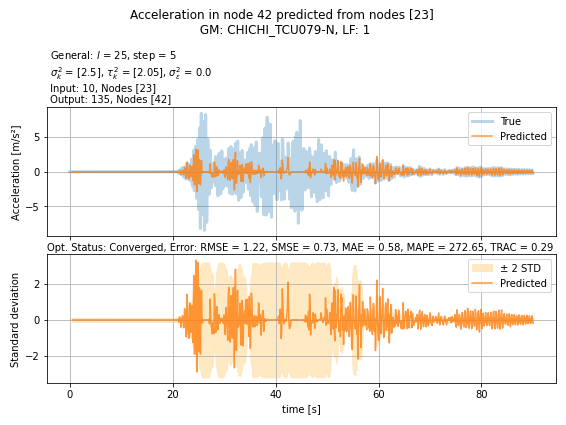 Acceleration in node 42 predicted from nodes [23]
GM: CHICHI_TCU079-N, LF: 1
General: l = 25, step = 5
σ²ₖ = [2.5], τ²ₖ = [2.05], σ²ε = 0.0
Input: 10, Nodes [23]
Output: 135, Nodes [42]
Acceleration [m/s²]
5
0
−5
True
Predicted
Opt. Status: Converged, Error: RMSE = 1.22, SMSE = 0.73, MAE = 0.58, MAPE = 272.65, TRAC = 0.29
Standard deviation
2
0
−2
± 2 STD
Predicted
0 20 40 60 80
time [s]